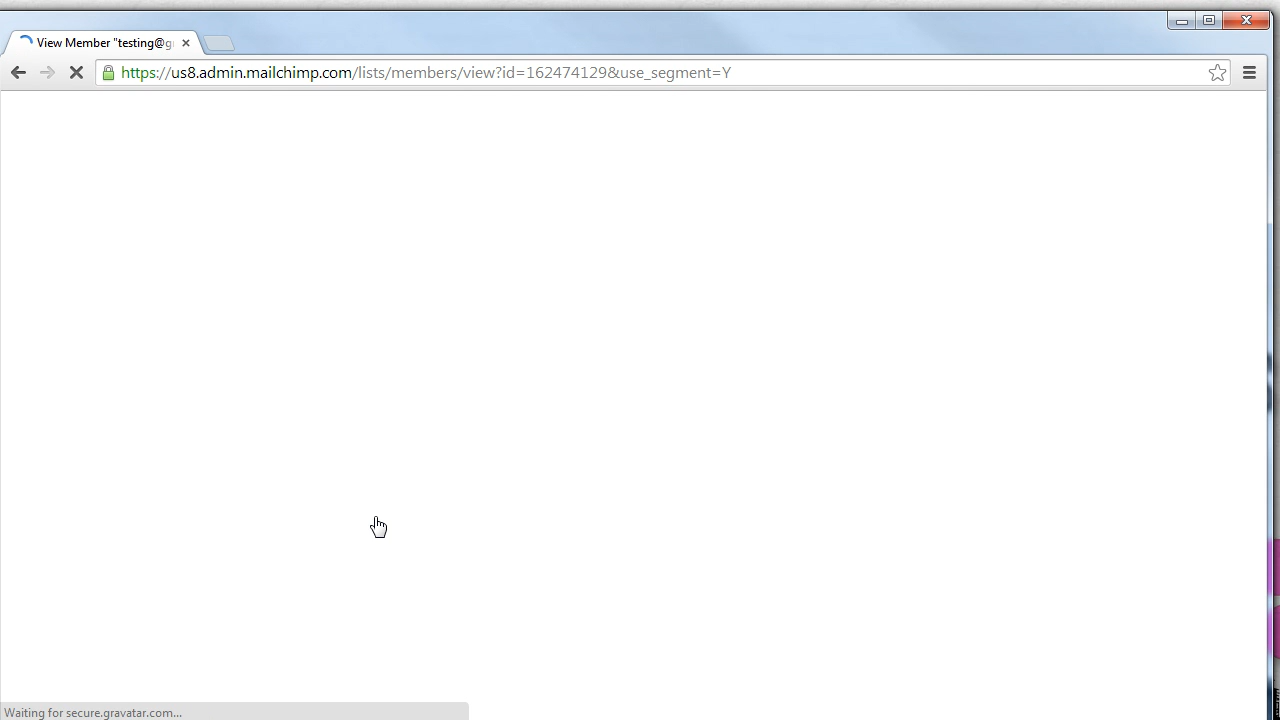 View Member "testing@g
https://us8.admin.mailchimp.com/lists/members/view?id=162474129&use_segment=Y
Waiting for secure.gravatar.com...